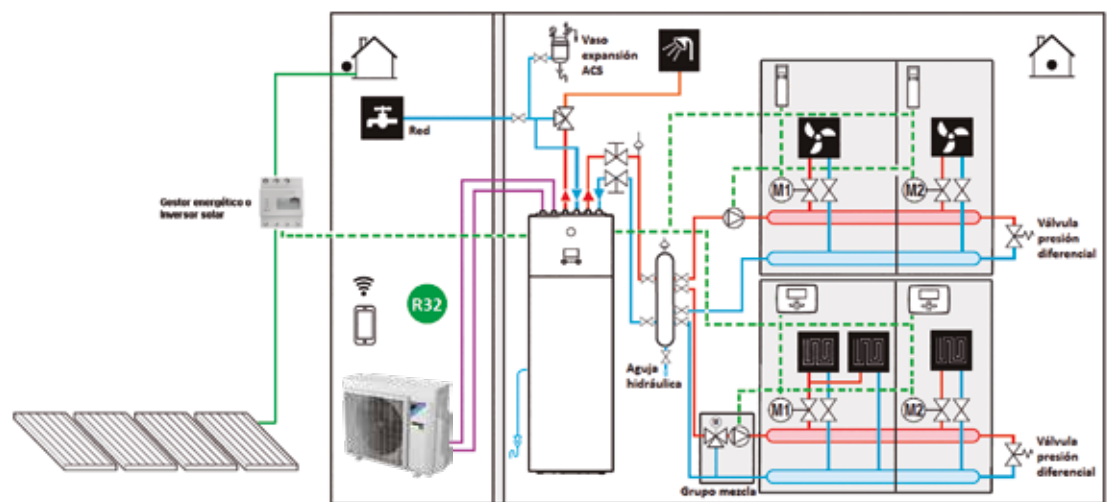 Vaso
expansión
ACS
Red
Gestor energético o
Inversor solar
R32
M1
M2
Válvula
presión
diferencial
Aguja
hidráulica
M1
M2
Válvula
presión
diferencial
Grupo mezcla